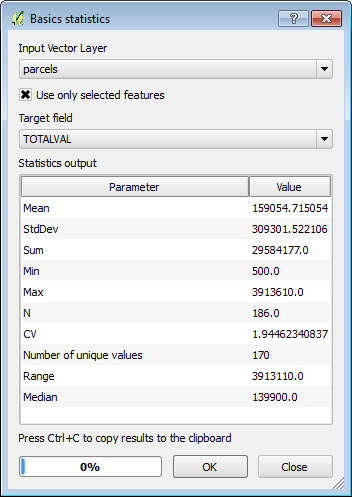 Basics statistics
Input Vector Layer
parcels
Use only selected features
Target field
TOTALVAL
Statistics output
Parameter Value
Mean 159054.715054
StdDev 309301.522106
Sum 29584177.0
Min 500.0
Max 3913610.0
N 186.0
CV 1.94462340837
Number of unique values 170
Range 3913110.0
Median 139900.0
Press Ctrl+C to copy results to the clipboard
0% OK Close